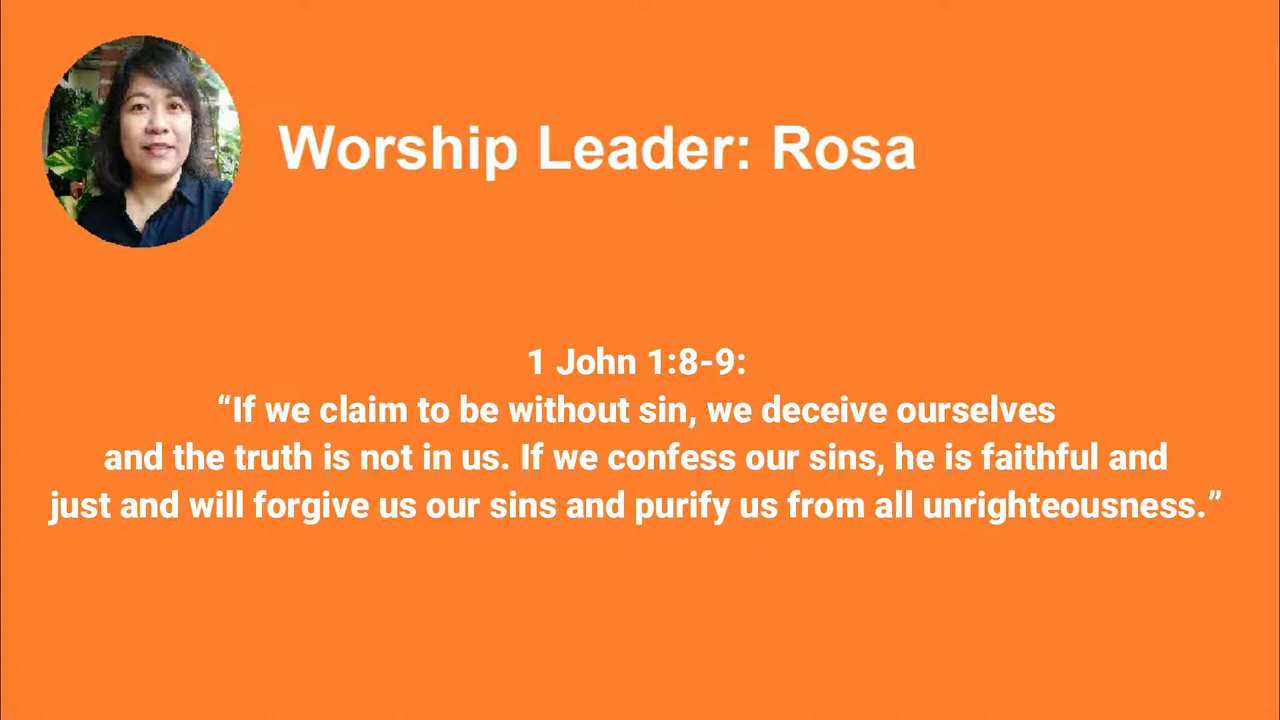 Worship Leader: Rosa
1 John 1:8-9:
“If we claim to be without sin, we deceive ourselves
and the truth is not in us. If we confess our sins, he is faithful and
just and will forgive us our sins and purify us from all unrighteousness.”